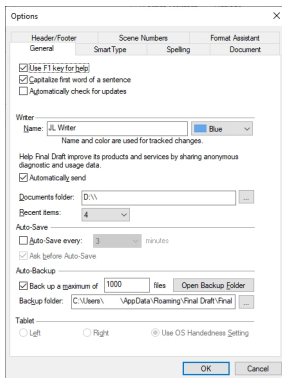 Options
Header/Footer Scene Numbers Format Assistant
General SmartType Spelling Document
Use F1 key for help
Capitalize first word of a sentence
Automatically check for updates
Writer
Name: JL Writer Blue
Name and color are used for tracked changes.
Help Final Draft improve its products and services by sharing anonymous
diagnostic and usage data.
Automatically send
Documents folder: D:\\ ...
Recent items: 4
Auto-Save
Auto-Save every: 3 minutes
Ask before Auto-Save
Auto-Backup
Back up a maximum of 1000 files Open Backup Folder
Backup folder: C:\Users\ \AppData\Roaming\Final Draft\Final ...
Tablet
Left Right Use OS Handedness Setting
OK Cancel